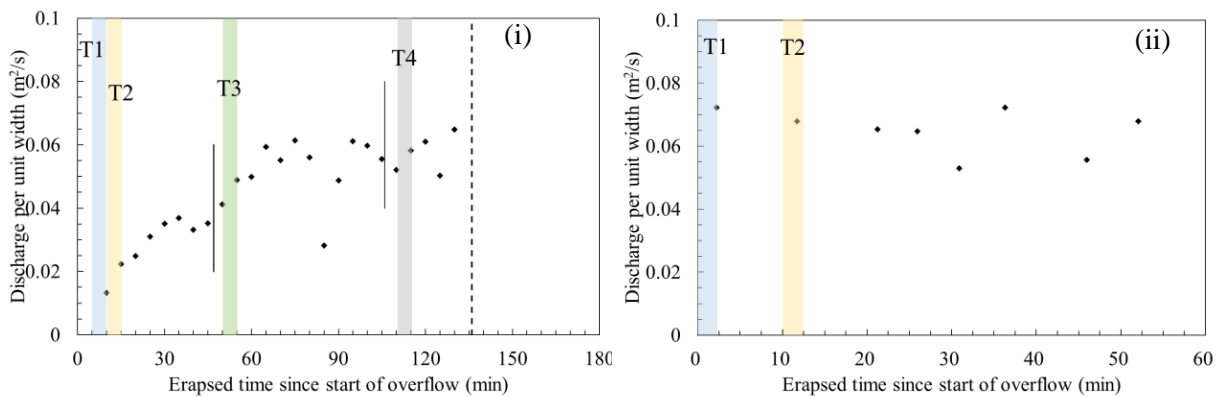 Discharge per unit width (m²/s)
0.1
0.08
0.06
0.04
0.02
0
T1
T2
T3
T4
(i)
0
30
60
90
120
150
180
Erapsed time since start of overflow (min)
Discharge per unit width (m²/s)
0.1
0.08
0.06
0.04
0.02
0
T1
T2
(ii)
0
10
20
30
40
50
60
Erapsed time since start of overflow (min)